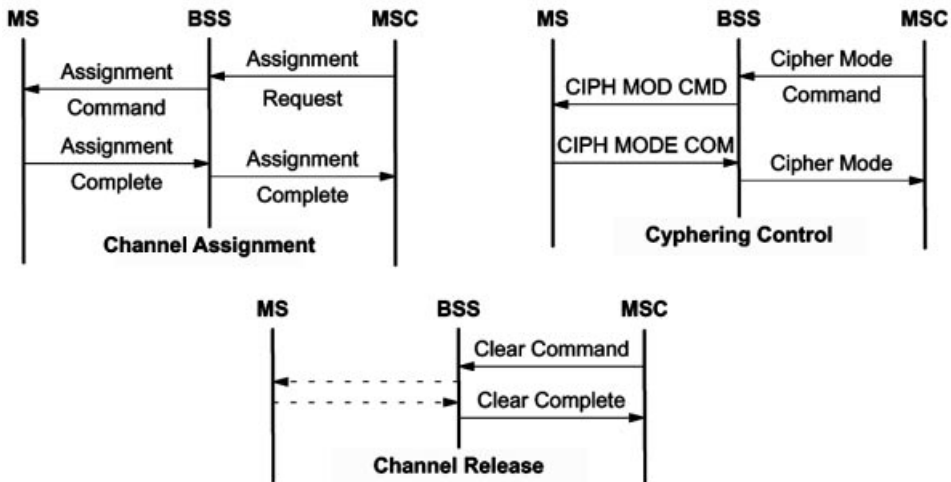 MS BSS MSC
Assignment
Command
Assignment
Request
Assignment
Complete
Assignment
Complete
Channel Assignment
MS BSS MSC
Cipher Mode
Command
CIPH MOD CMD
CIPH MODE COM
Cipher Mode
Cyphering Control
MS BSS MSC
Clear Command
Clear Complete
Channel Release